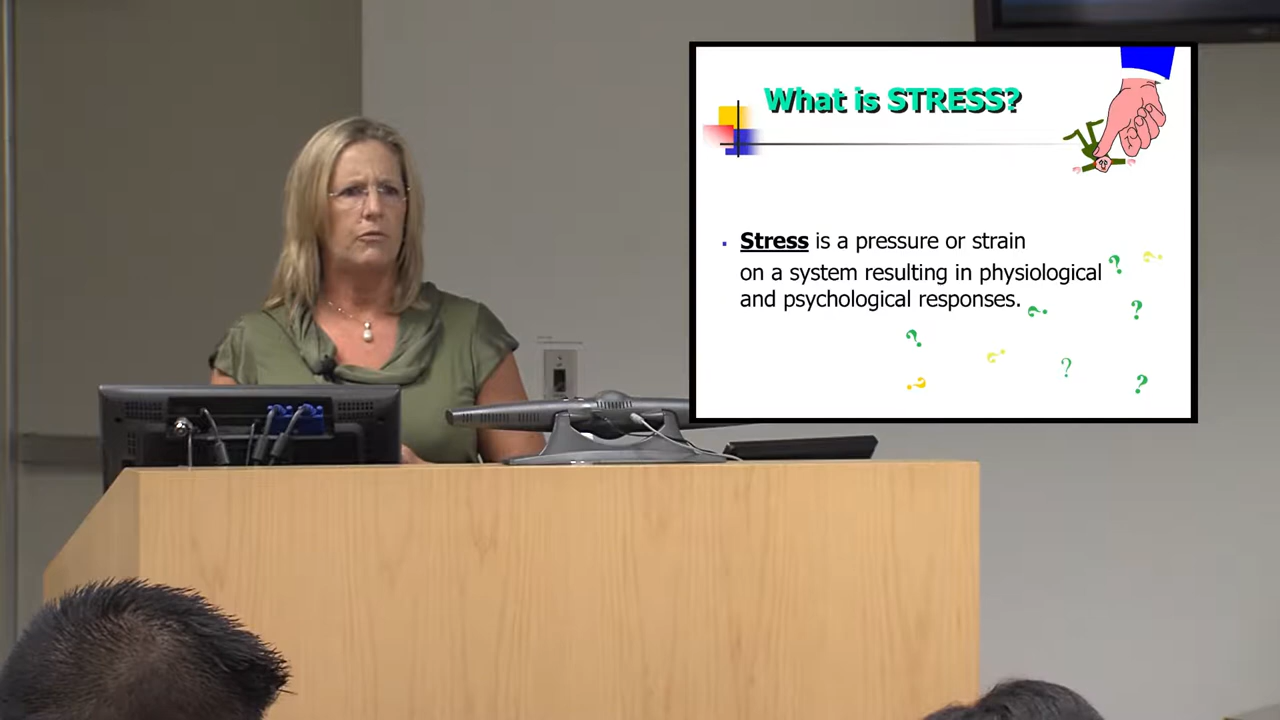 What is STRESS?
Stress is a pressure or strain
on a system resulting in physiological
and psychological responses.
? ?
? ?
?
? ?
? ?